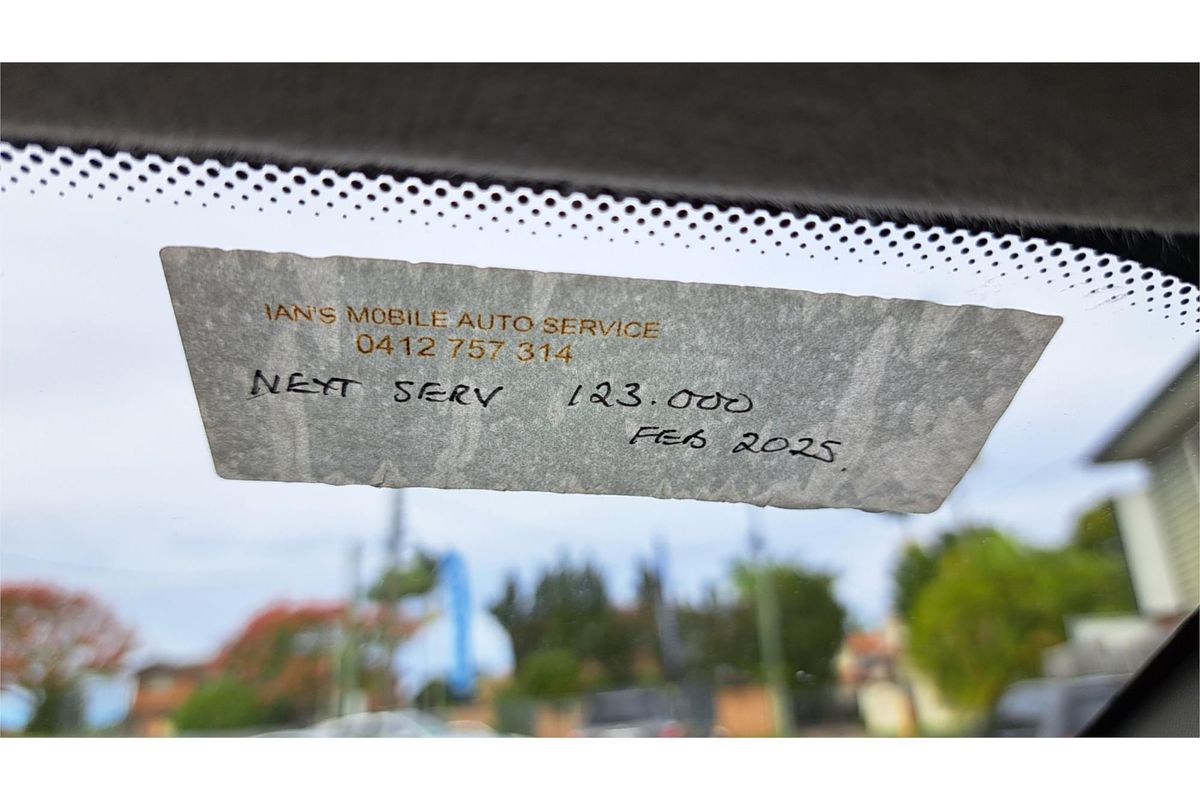 IAN'S MOBILE AUTO SERVICE
0412 757 314
NEXT SERV 123.000
FEB 2025.